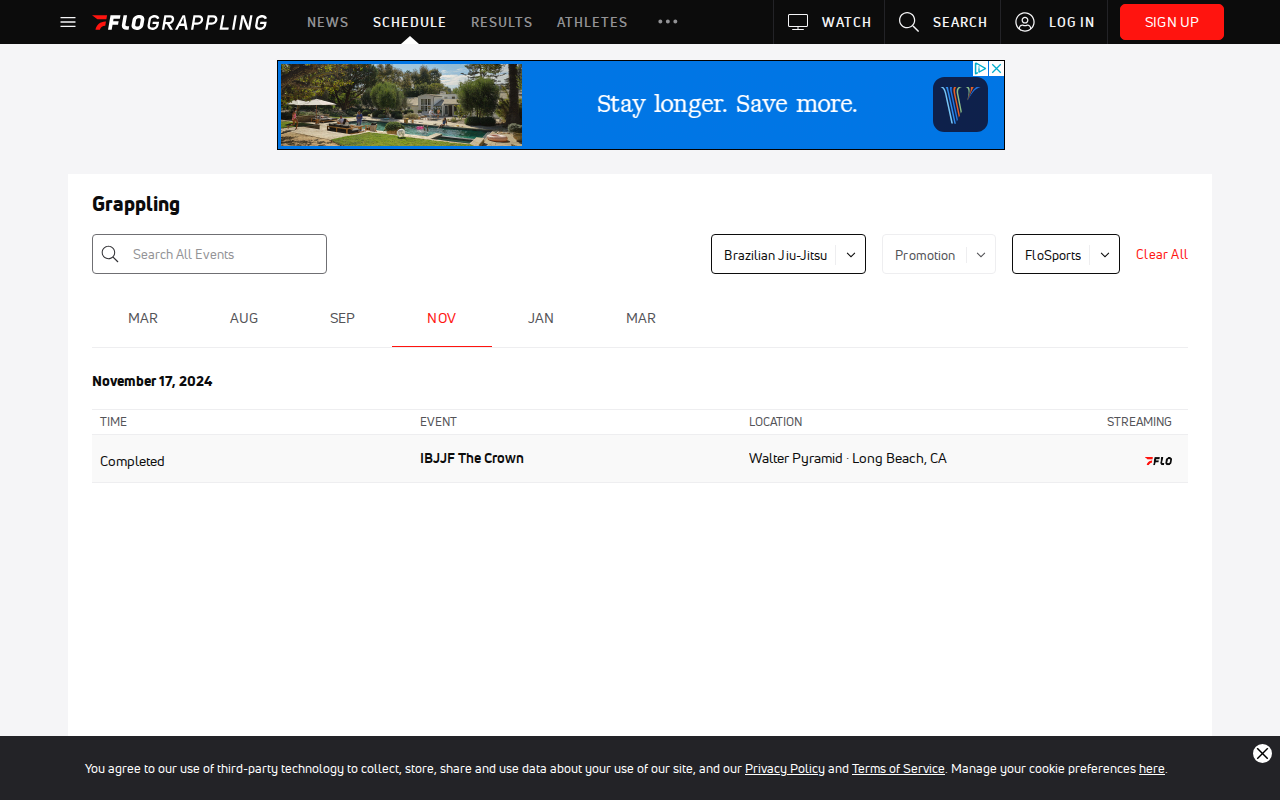 FLOGRAPPLING NEWS SCHEDULE RESULTS ATHLETES WATCH SEARCH LOG IN SIGN UP
Stay longer. Save more.
Grappling
Search All Events Brazilian Jiu-Jitsu Promotion FloSports Clear All
MAR AUG SEP NOV JAN MAR
November 17, 2024
TIME EVENT LOCATION STREAMING
Completed IBJJF The Crown Walter Pyramid · Long Beach, CA FLO
You agree to our use of third-party technology to collect, store, share and use data about your use of our site, and our Privacy Policy and Terms of Service. Manage your cookie preferences here.